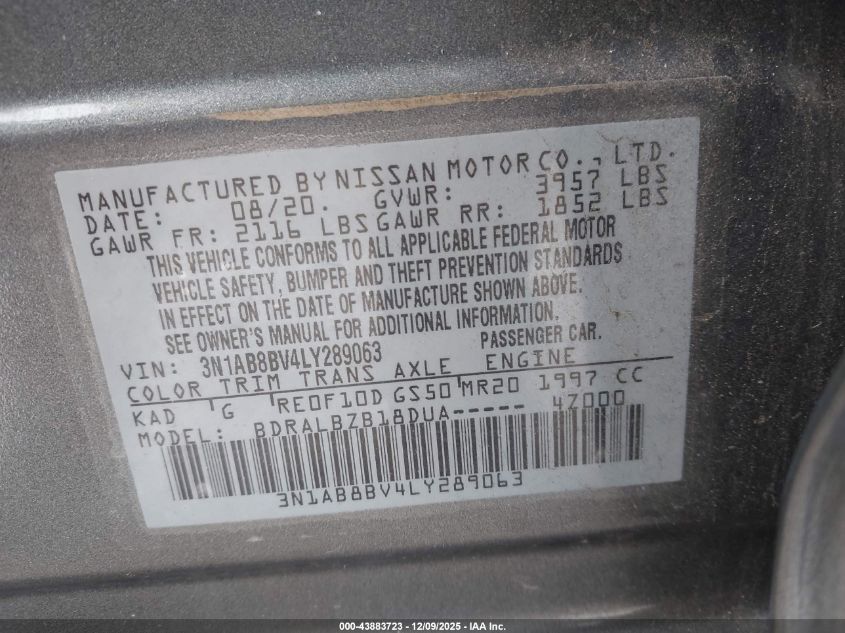 MANUFACTURED BY NISSAN MOTOR CO., LTD.
DATE: 08/20. GVWR: 3957 LBS
GAWR FR: 2116 LBS GAWR RR: 1852 LBS
THIS VEHICLE CONFORMS TO ALL APPLICABLE FEDERAL MOTOR
VEHICLE SAFETY, BUMPER AND THEFT PREVENTION STANDARDS
IN EFFECT ON THE DATE OF MANUFACTURE SHOWN ABOVE.
SEE OWNER'S MANUAL FOR ADDITIONAL INFORMATION.
VIN: 3N1AB8BV4LY289063 PASSENGER CAR.
COLOR TRIM TRANS AXLE ENGINE
KAD G RE0F10D GS50 MR20 1997 CC
MODEL: BDRALBZB18DUA----- 4Z000
3N1AB8BV4LY289063
000-43883723 - 12/09/2025 - IAA Inc.